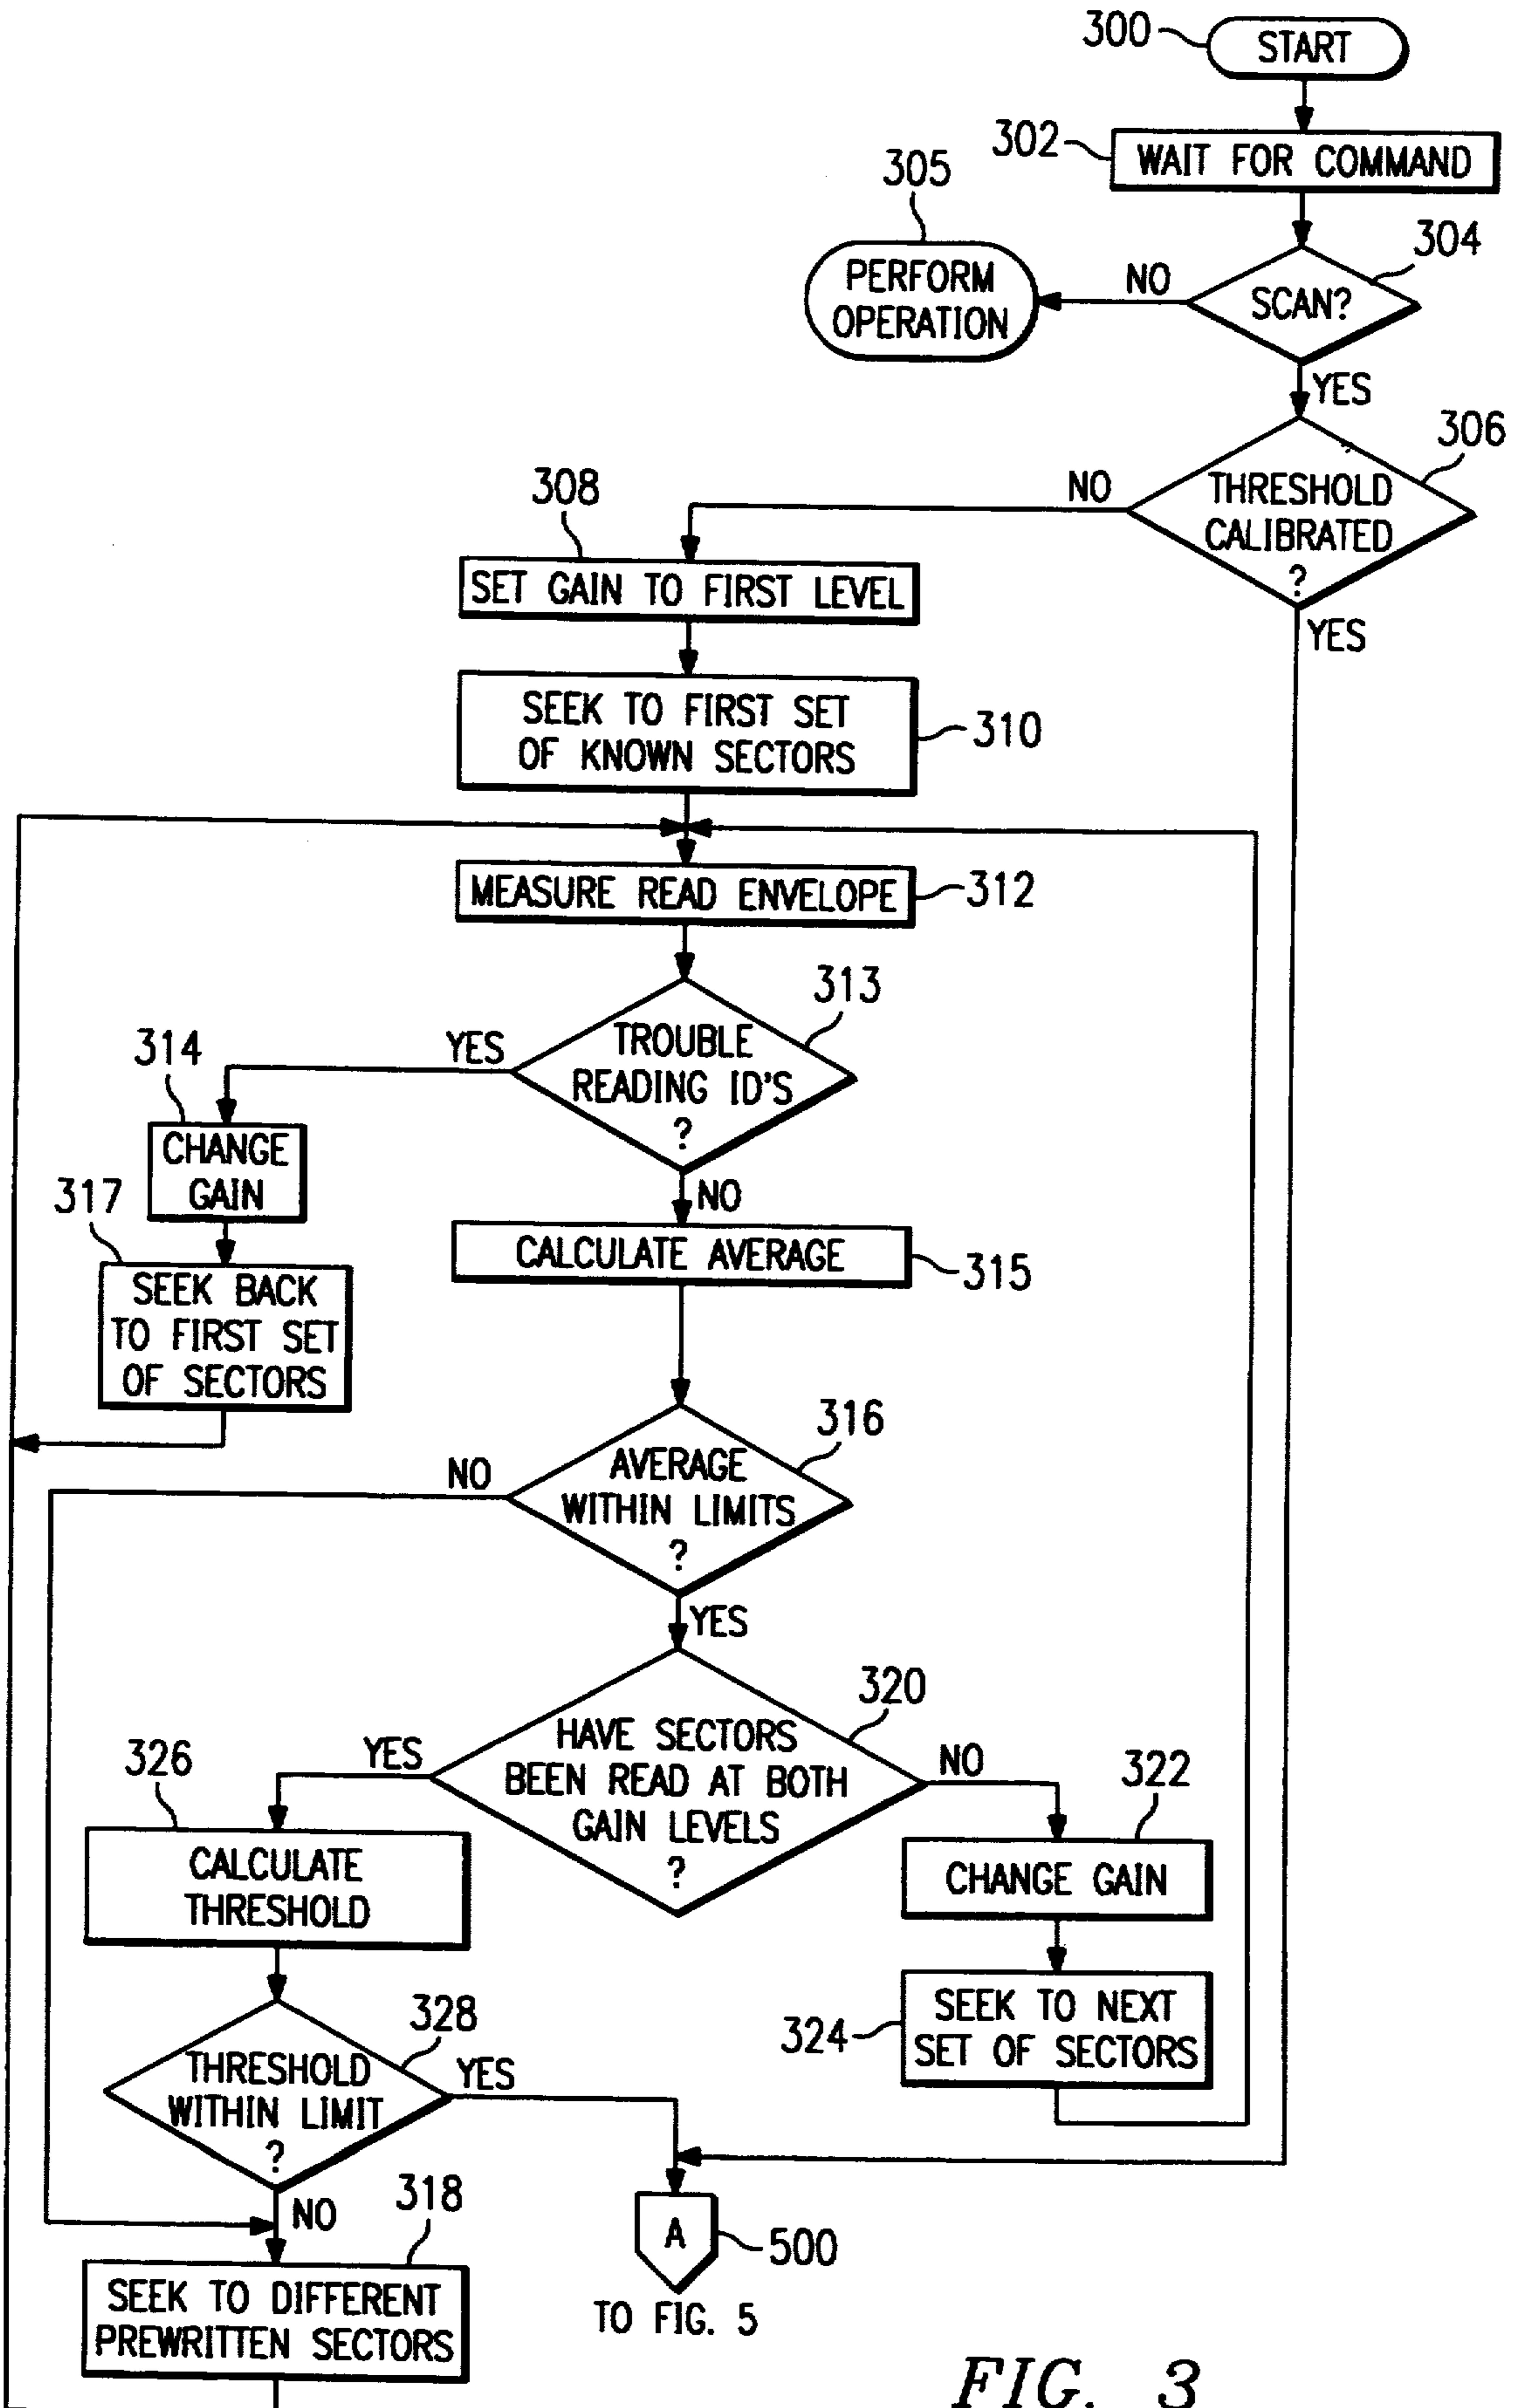 300
START
302
WAIT FOR COMMAND
305
PERFORM
OPERATION
NO
304
SCAN?
YES
306
THRESHOLD
CALIBRATED
?
NO
YES
308
SET GAIN TO FIRST LEVEL
SEEK TO FIRST SET
OF KNOWN SECTORS
310
MEASURE READ ENVELOPE
312
313
TROUBLE
READING ID'S
?
YES
314
CHANGE
GAIN
NO
317
SEEK BACK
TO FIRST SET
OF SECTORS
CALCULATE AVERAGE
315
316
AVERAGE
WITHIN LIMITS
?
NO
YES
320
HAVE SECTORS
BEEN READ AT BOTH
GAIN LEVELS
?
YES
NO
326
CALCULATE
THRESHOLD
322
CHANGE GAIN
324
SEEK TO NEXT
SET OF SECTORS
328
THRESHOLD
WITHIN LIMIT
?
YES
NO
318
SEEK TO DIFFERENT
PREWRITTEN SECTORS
A
500
TO FIG. 5
FIG. 3